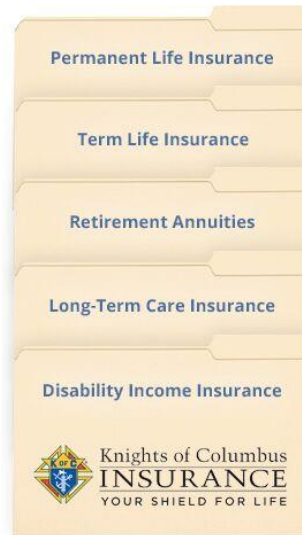 Permanent Life Insurance
Term Life Insurance
Retirement Annuities
Long-Term Care Insurance
Disability Income Insurance
K OF C
Knights of Columbus
INSURANCE
YOUR SHIELD FOR LIFE